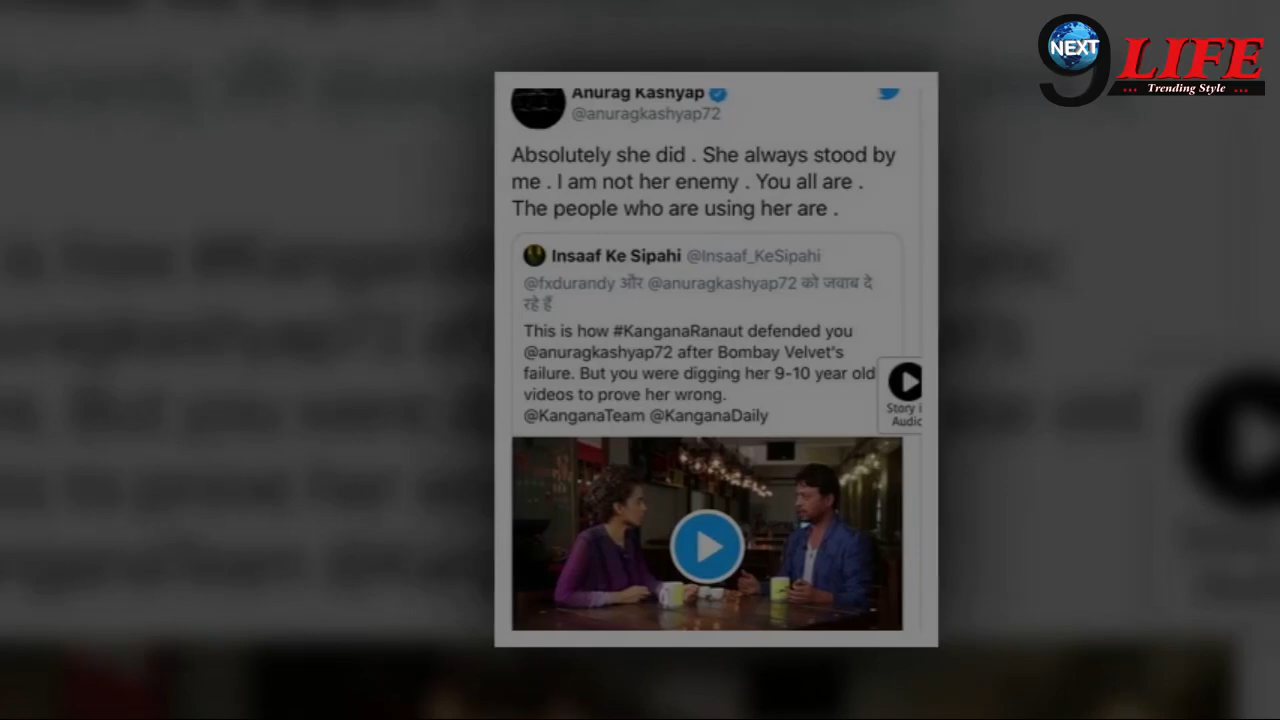 9
NEXT
LIFE
... Trending Style ...
Anurag Kashyap
@anuragkashyap72
Absolutely she did . She always stood by
me . I am not her enemy . You all are .
The people who are using her are .
Insaaf Ke Sipahi @Insaaf_KeSipahi
@fxdurandy और @anuragkashyap72 को जवाब दे
रहे हैं
This is how #KanganaRanaut defended you
@anuragkashyap72 after Bombay Velvet's
failure. But you were digging her 9-10 year old
videos to prove her wrong.
@KanganaTeam @KanganaDaily
Story i
Audio